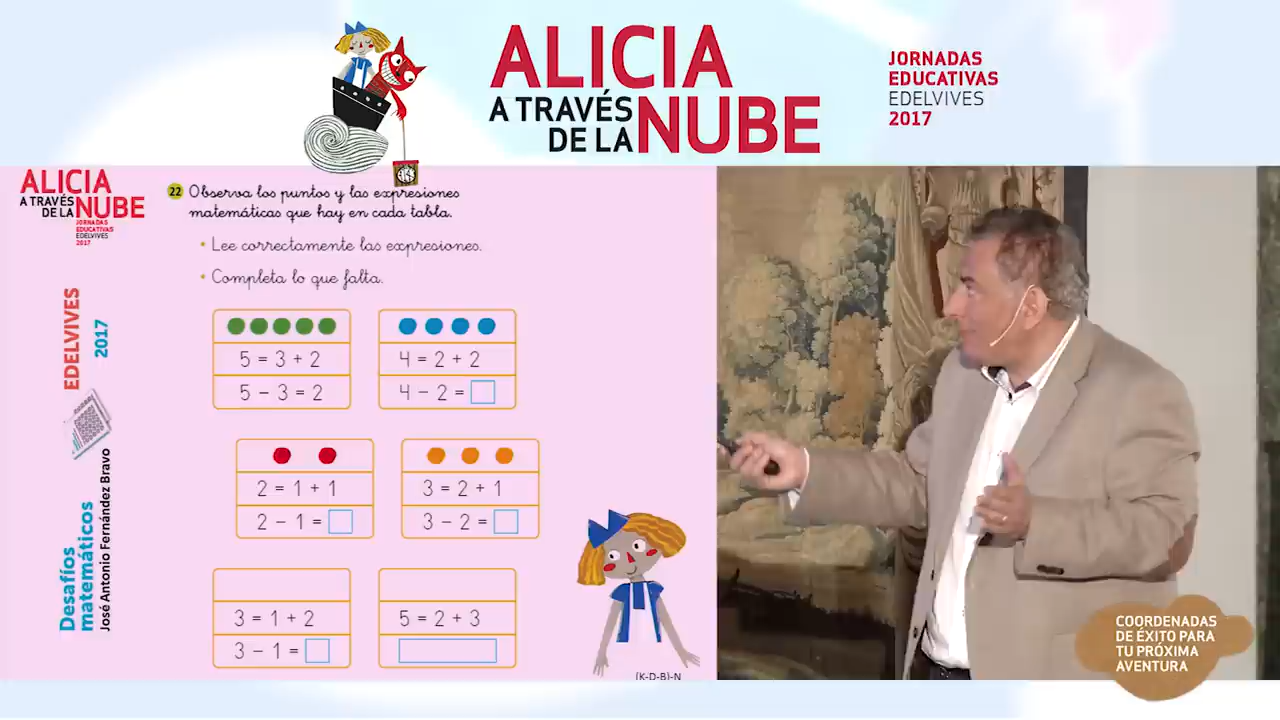 ALICIA
A TRAVÉS
DE LA NUBE
JORNADAS
EDUCATIVAS
EDELVIVES
2017
ALICIA
A TRAVÉS
DE LA NUBE
JORNADAS
EDUCATIVAS
EDELVIVES
2017
EDELVIVES 2017
Desafíos
matemáticos
José Antonio Fernández Bravo
22 Observa los puntos y las expresiones
matemáticas que hay en cada tabla.
• Lee correctamente las expresiones.
• Completa lo que falta.
5 = 3 + 2
5 − 3 = 2
4 = 2 + 2
4 − 2 =
2 = 1 + 1
2 − 1 =
3 = 2 + 1
3 − 2 =
3 = 1 + 2
3 − 1 =
5 = 2 + 3
(K-D-B)-N
COORDENADAS
DE ÉXITO PARA
TU PRÓXIMA
AVENTURA